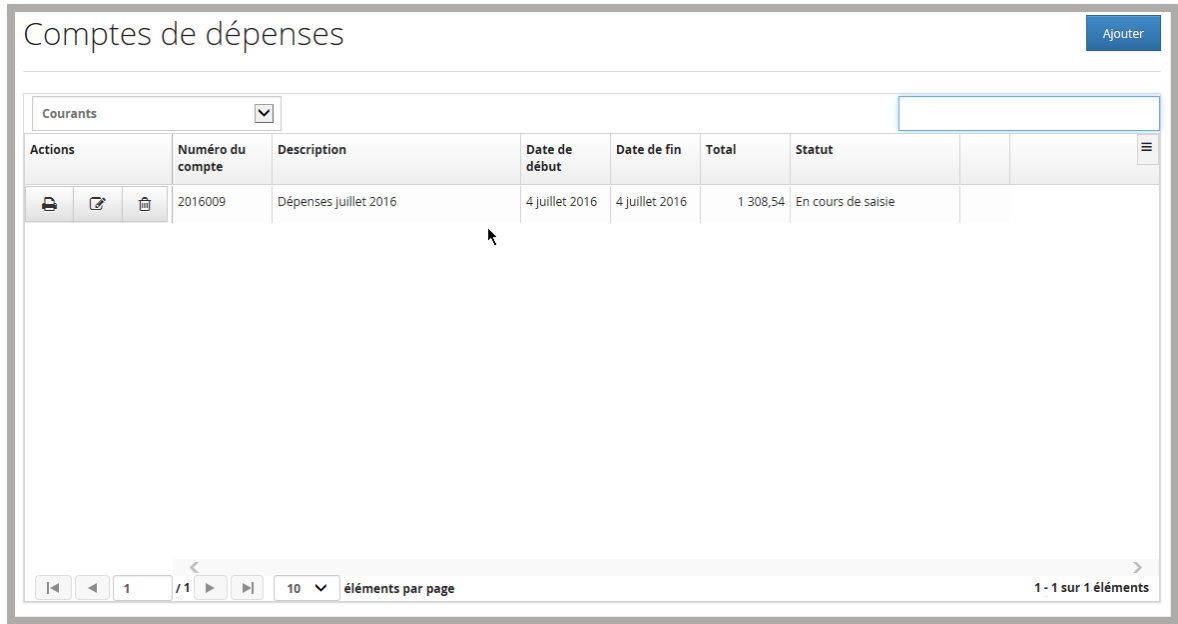 Comptes de dépenses
Ajouter
Courants
Actions
Numéro du
compte
Description
Date de
début
Date de fin
Total
Statut
2016009
Dépenses juillet 2016
4 juillet 2016
4 juillet 2016
1 308,54
En cours de saisie
1
/ 1
10
éléments par page
1 - 1 sur 1 éléments